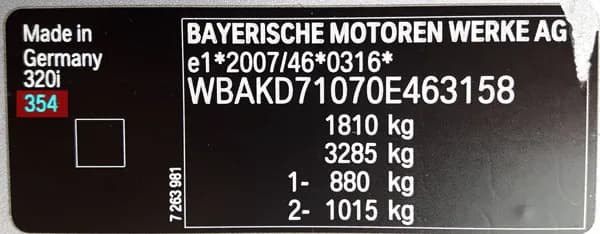 Made in
Germany
320i
354
BAYERISCHE MOTOREN WERKE AG
e1*2007/46*0316*
WBAKD71070E463158
1810 kg
3285 kg
1- 880 kg
2- 1015 kg
7 263 981